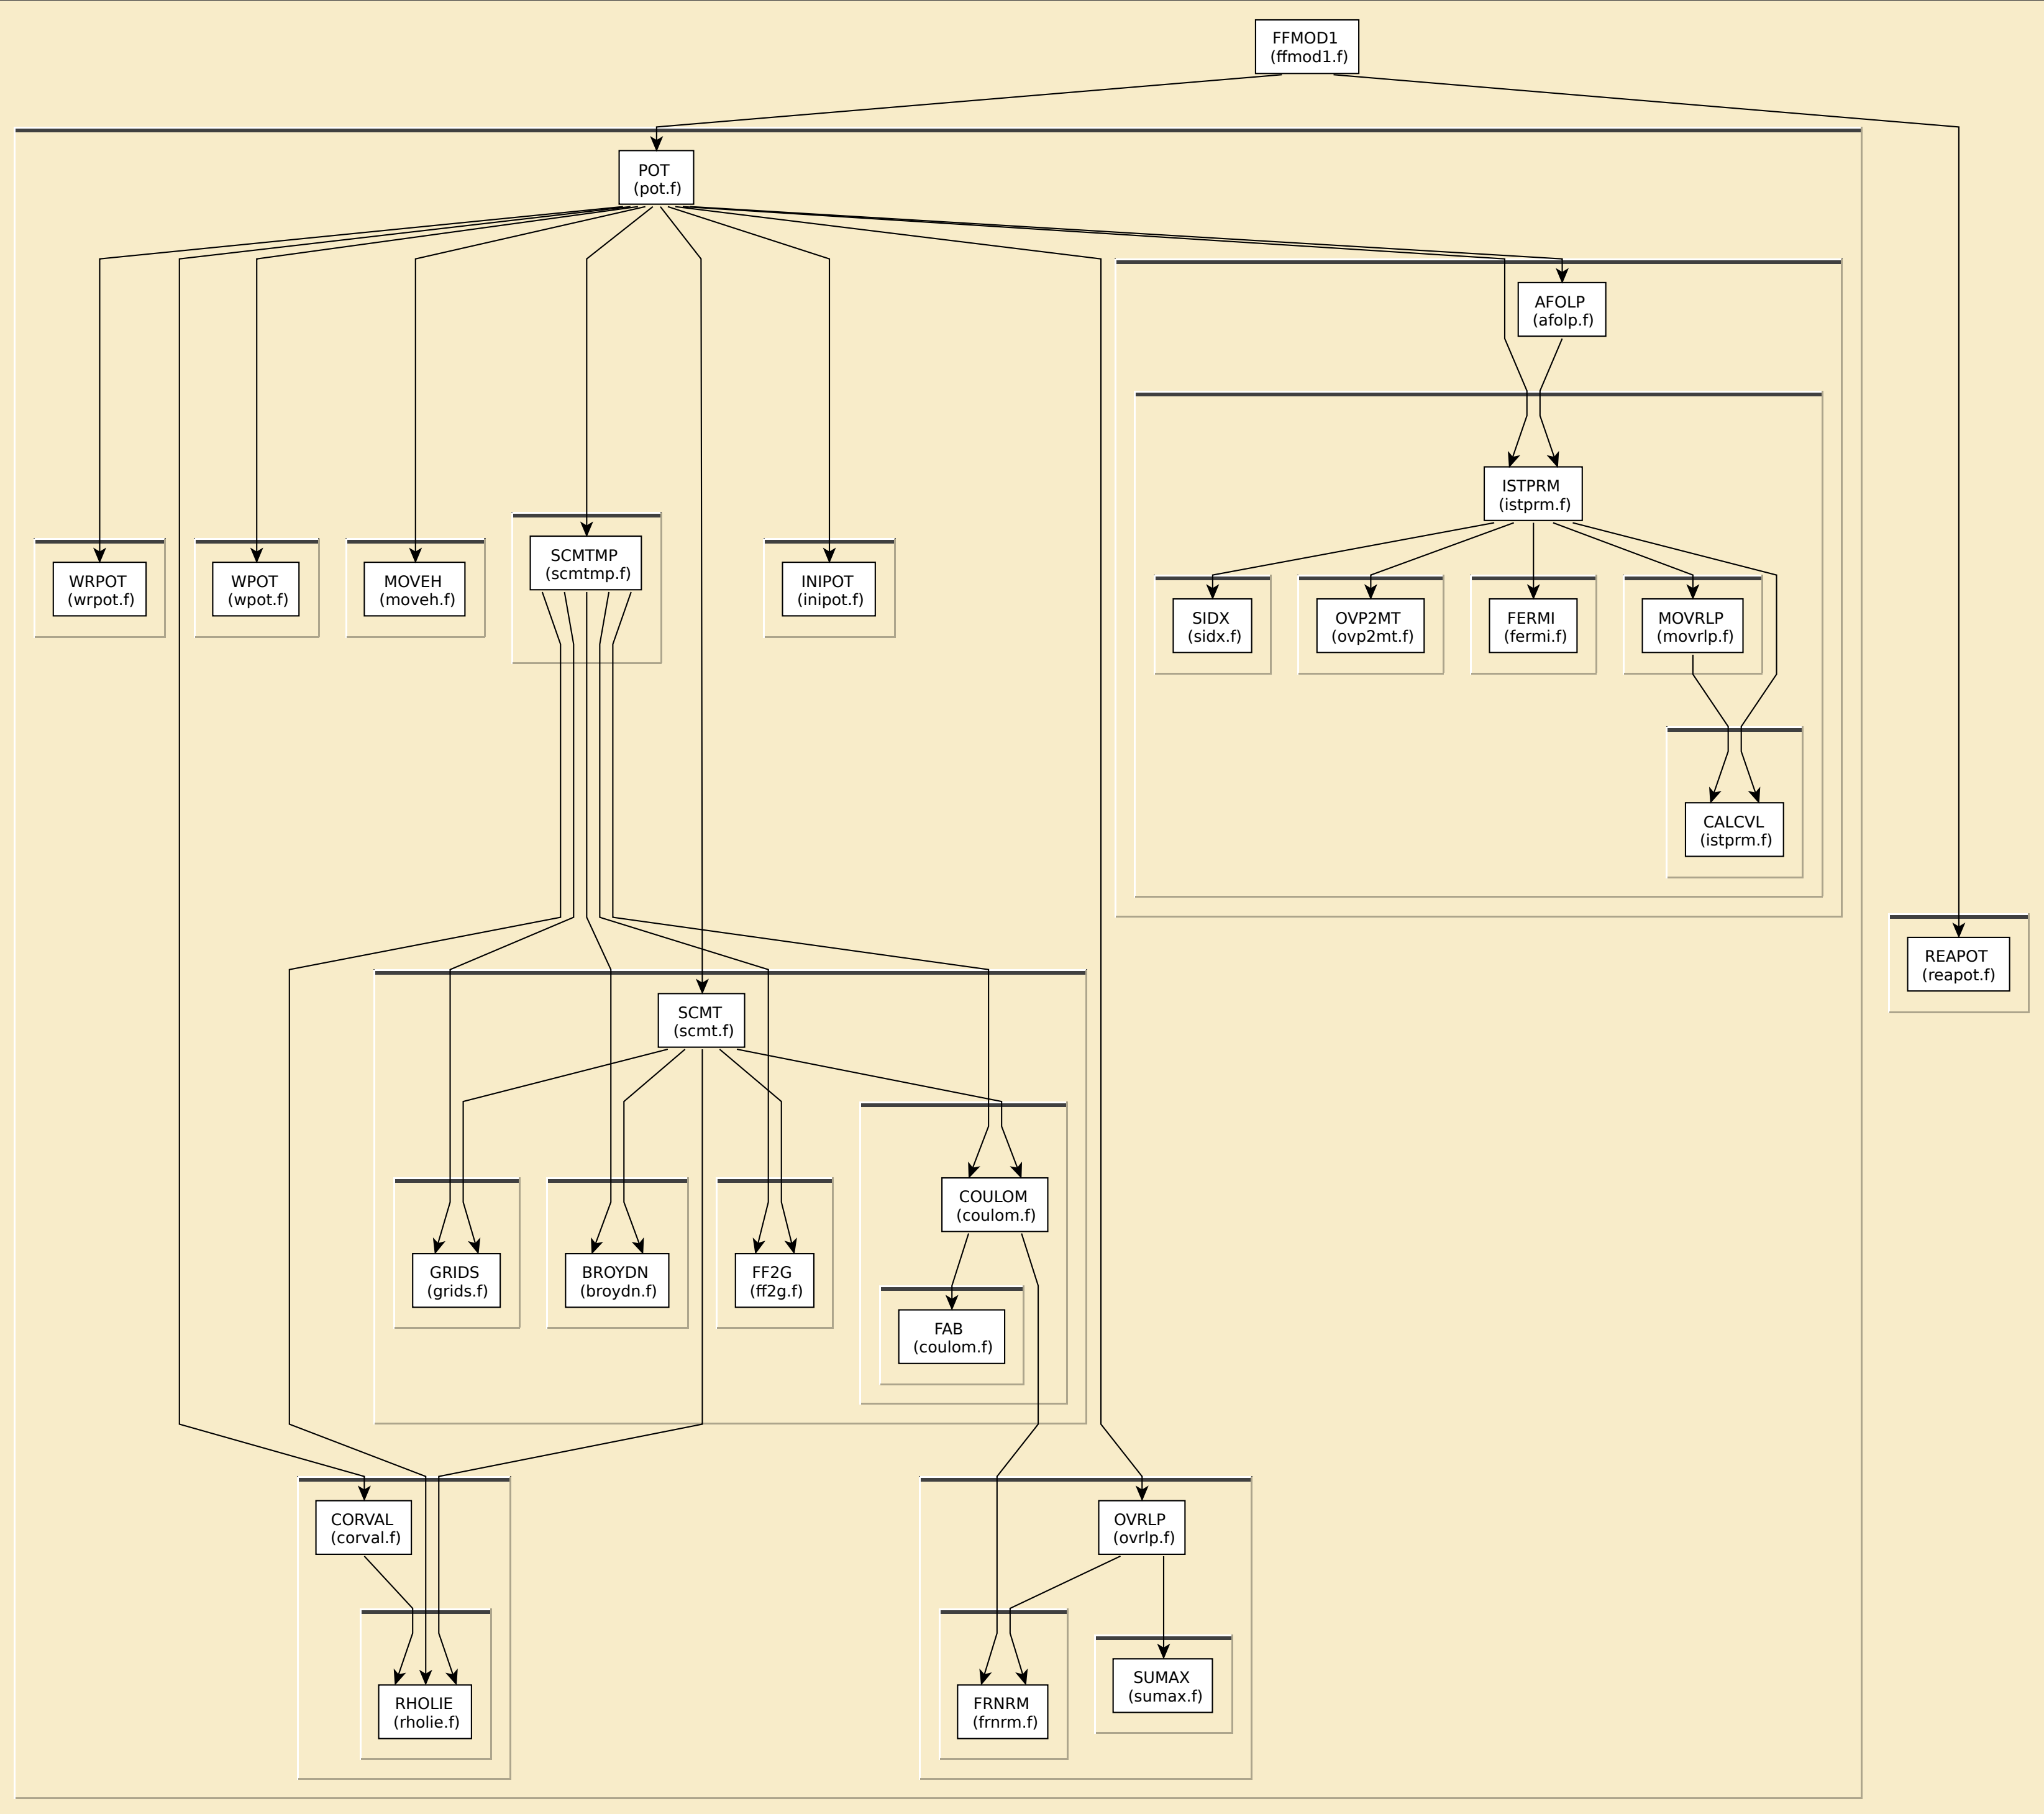 FFMOD1
(ffmod1.f)
POT
(pot.f)
AFOLP
(afolp.f)
ISTPRM
(istprm.f)
SCMTMP
(scmtmp.f)
WRPOT
(wrpot.f)
WPOT
(wpot.f)
MOVEH
(moveh.f)
INIPOT
(inipot.f)
SIDX
(sidx.f)
OVP2MT
(ovp2mt.f)
FERMI
(fermi.f)
MOVRLP
(movrlp.f)
CALCVL
(istprm.f)
REAPOT
(reapot.f)
SCMT
(scmt.f)
COULOM
(coulom.f)
GRIDS
(grids.f)
BROYDN
(broydn.f)
FF2G
(ff2g.f)
FAB
(coulom.f)
CORVAL
(corval.f)
OVRLP
(ovrlp.f)
RHOLIE
(rholie.f)
FRNRM
(frnrm.f)
SUMAX
(sumax.f)